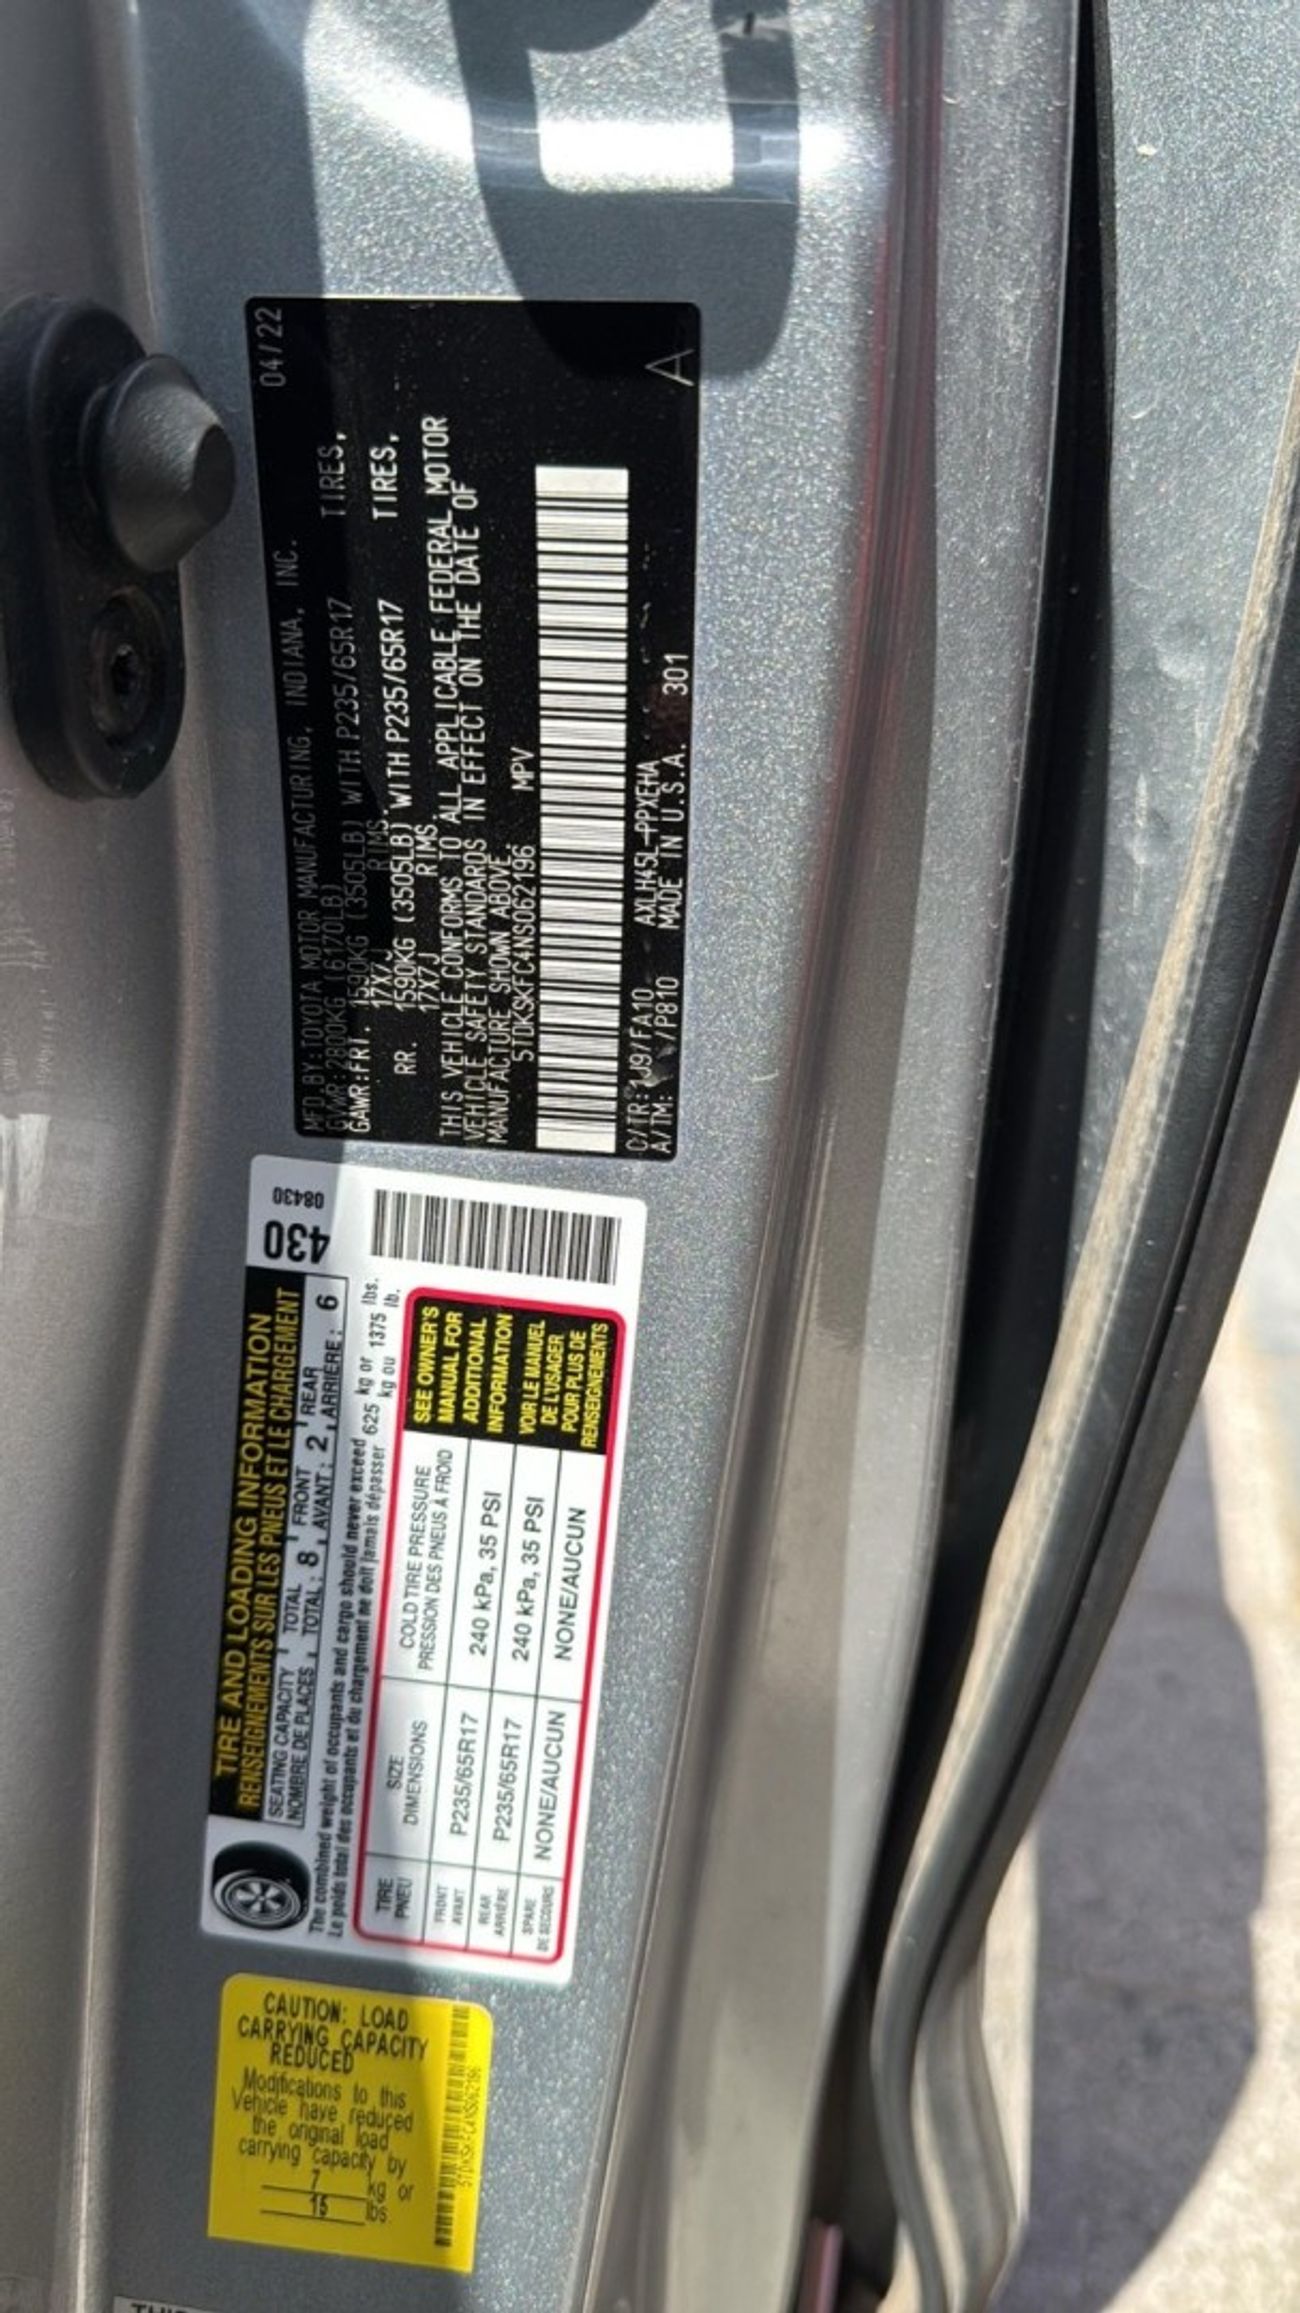 04/22
MFD. BY:TOYOTA MOTOR MANUFACTURING, INDIANA, INC.
GVWR:2800KG (6170LB)
GAWR:FRT. 1590KG (3505LB) WITH P235/65R17 TIRES,
17X7J RIMS,
RR. 1590KG (3505LB) WITH P235/65R17 TIRES,
17X7J RIMS
THIS VEHICLE CONFORMS TO ALL APPLICABLE FEDERAL MOTOR
VEHICLE SAFETY STANDARDS IN EFFECT ON THE DATE OF
MANUFACTURE SHOWN ABOVE.
5TDKSKFC4NS062196 MPV
C/TR:1J9/FA10 AXLH45L-PPXEHA
A/TM: /P810 MADE IN U.S.A. 301
A
TIRE AND LOADING INFORMATION
RENSEIGNEMENTS SUR LES PNEUS ET LE CHARGEMENT
430
08430
SEATING CAPACITY TOTAL FRONT REAR
NOMBRE DE PLACES TOTAL: 8 AVANT: 2 ARRIÈRE: 6
The combined weight of occupants and cargo should never exceed 625 kg or 1375 lbs.
Le poids total des occupants et du chargement ne doit jamais dépasser kg ou lb.
TIRE SIZE COLD TIRE PRESSURE
PNEU DIMENSIONS PRESSION DES PNEUS À FROID
FRONT P235/65R17 240 kPa, 35 PSI
AVANT
REAR P235/65R17 240 kPa, 35 PSI
ARRIÈRE
SPARE NONE/AUCUN NONE/AUCUN
DE SECOURS
SEE OWNER'S
MANUAL FOR
ADDITIONAL
INFORMATION
VOIR LE MANUEL
DE L'USAGER
POUR PLUS DE
RENSEIGNEMENTS
CAUTION: LOAD
CARRYING CAPACITY
REDUCED
Modifications to this
Vehicle have reduced
the original load
carrying capacity by
7 kg or
15 lbs
5TDKSKFC4NS062196